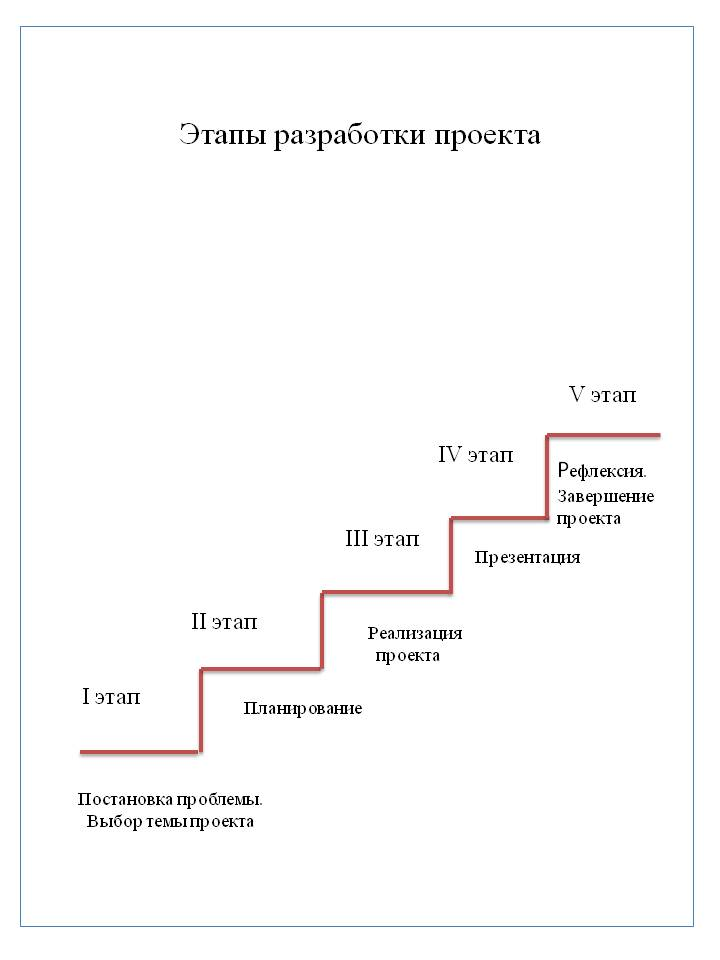 Этапы разработки проекта
V этап
Рефлексия.
Завершение
проекта
IV этап
Презентация
III этап
Реализация
проекта
II этап
Планирование
I этап
Постановка проблемы.
Выбор темы проекта